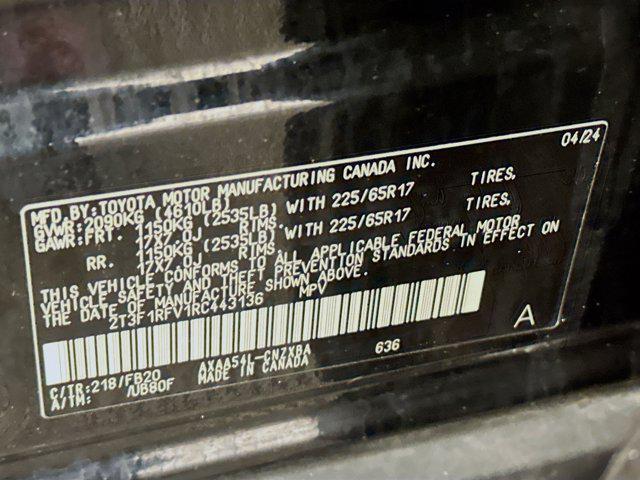 04/24
MFD.BY:TOYOTA MOTOR MANUFACTURING CANADA INC.
GVWR:2090KG (4610LB)
GAWR:FRT. 1150KG (2535LB) WITH 225/65R17 TIRES,
17X7.0J RIMS,
RR. 1150KG (2535LB) WITH 225/65R17 TIRES,
17X7.0J RIMS,
THIS VEHICLE CONFORMS TO ALL APPLICABLE FEDERAL MOTOR
VEHICLE SAFETY AND THEFT PREVENTION STANDARDS IN EFFECT ON
THE DATE OF MANUFACTURE SHOWN ABOVE.
2T3F1RFV1RC443136 MPV
A
C/TR:218/FB20 AXAA54L-CNZXBA 636
A/TM: /UB80F MADE IN CANADA